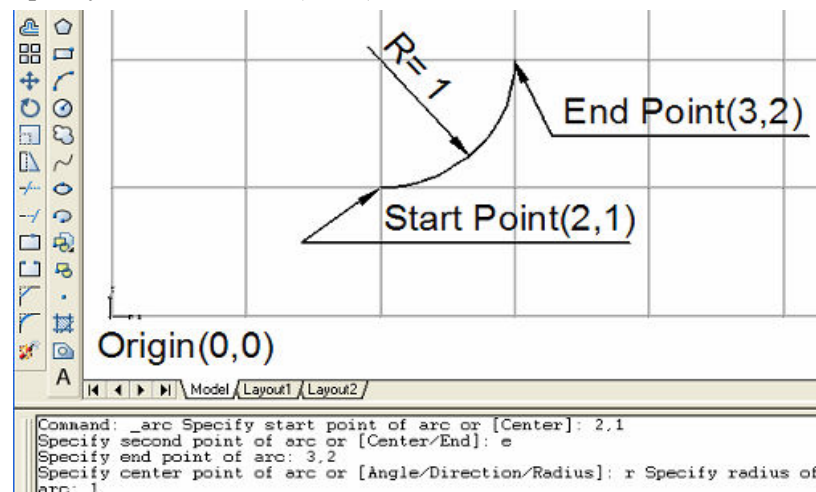 R= 1
End Point(3,2)
Start Point(2,1)
Origin(0,0)
A
Model Layout1 Layout2
Command: _arc Specify start point of arc or [Center]: 2,1
Specify second point of arc or [Center/End]: e
Specify end point of arc: 3,2
Specify center point of arc or [Angle/Direction/Radius]: r Specify radius of
arc: 1